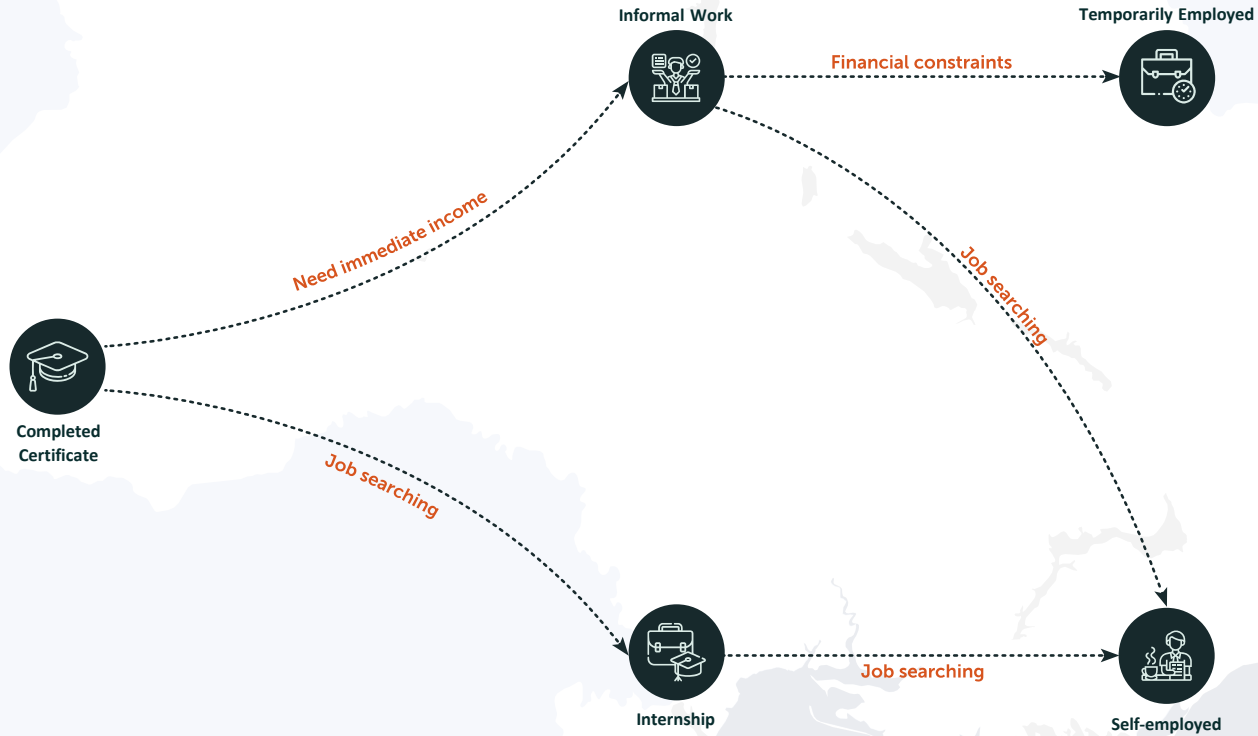 Informal Work
Temporarily Employed
Financial constraints
Need immediate income
Job searching
Completed
Certificate
Job searching
Job searching
Internship
Self-employed